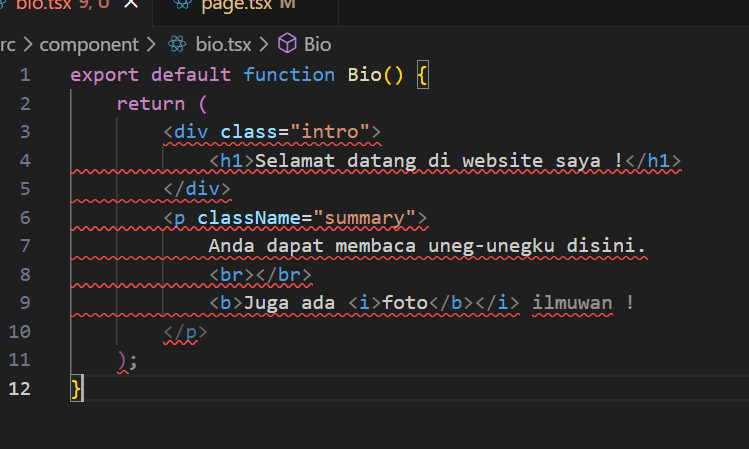 bio.tsx 9, U × page.tsx M
rc > component > bio.tsx > Bio
1 export default function Bio() {
2 return (
3 <div class="intro">
4 <h1>Selamat datang di website saya !</h1>
5 </div>
6 <p className="summary">
7 Anda dapat membaca uneg-unegku disini.
8 <br></br>
9 <b>Juga ada <i>foto</b></i> ilmuwan !
10 </p>
11 );
12 }